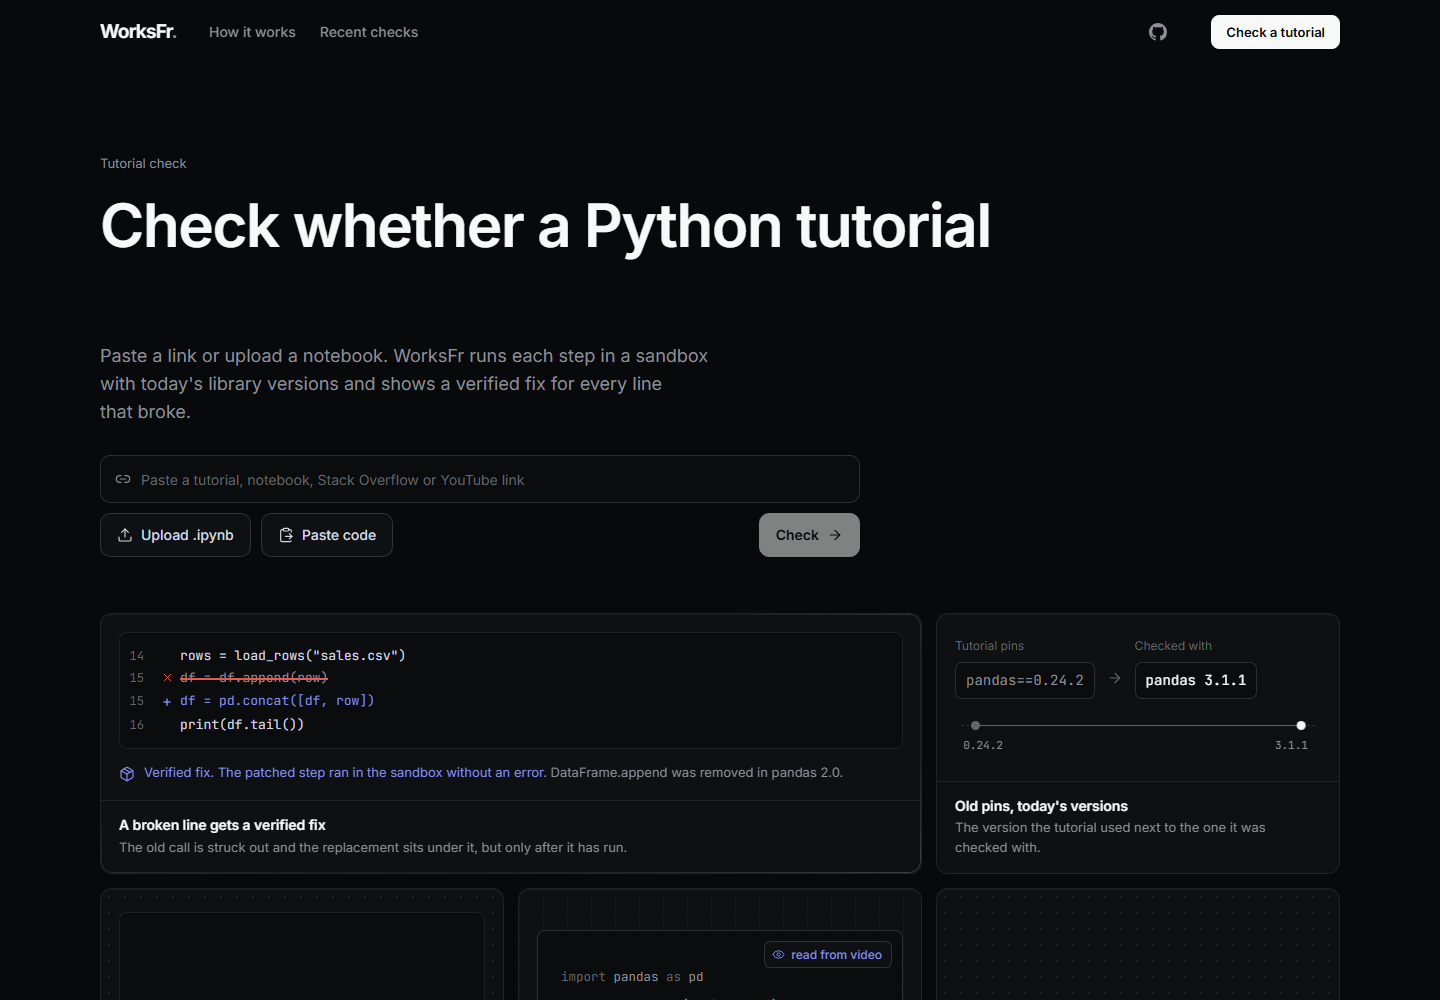 WorksFr.
How it works
Recent checks
Check a tutorial
Tutorial check
Check whether a Python tutorial
Paste a link or upload a notebook. WorksFr runs each step in a sandbox
with today's library versions and shows a verified fix for every line
that broke.
Paste a tutorial, notebook, Stack Overflow or YouTube link
Upload .ipynb
Paste code
Check
14 rows = load_rows("sales.csv")
15 × df = df.append(row)
15 + df = pd.concat([df, row])
16 print(df.tail())
Verified fix. The patched step ran in the sandbox without an error. DataFrame.append was removed in pandas 2.0.
A broken line gets a verified fix
The old call is struck out and the replacement sits under it, but only after it has run.
Tutorial pins
Checked with
pandas==0.24.2
pandas 3.1.1
0.24.2
3.1.1
Old pins, today's versions
The version the tutorial used next to the one it was
checked with.
read from video
import pandas as pd